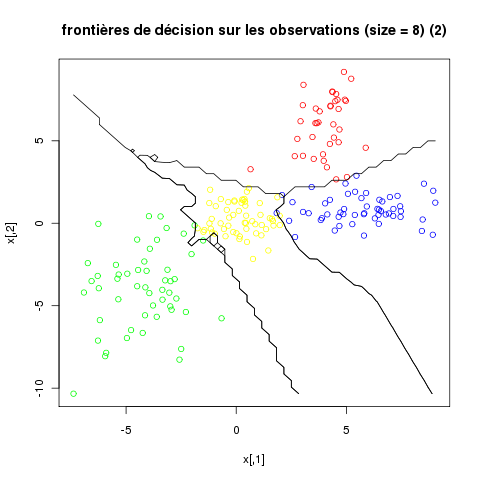 frontières de décision sur les observations (size = 8) (2)
5
0
-5
-10
x[,2]
-5
0
5
x[,1]